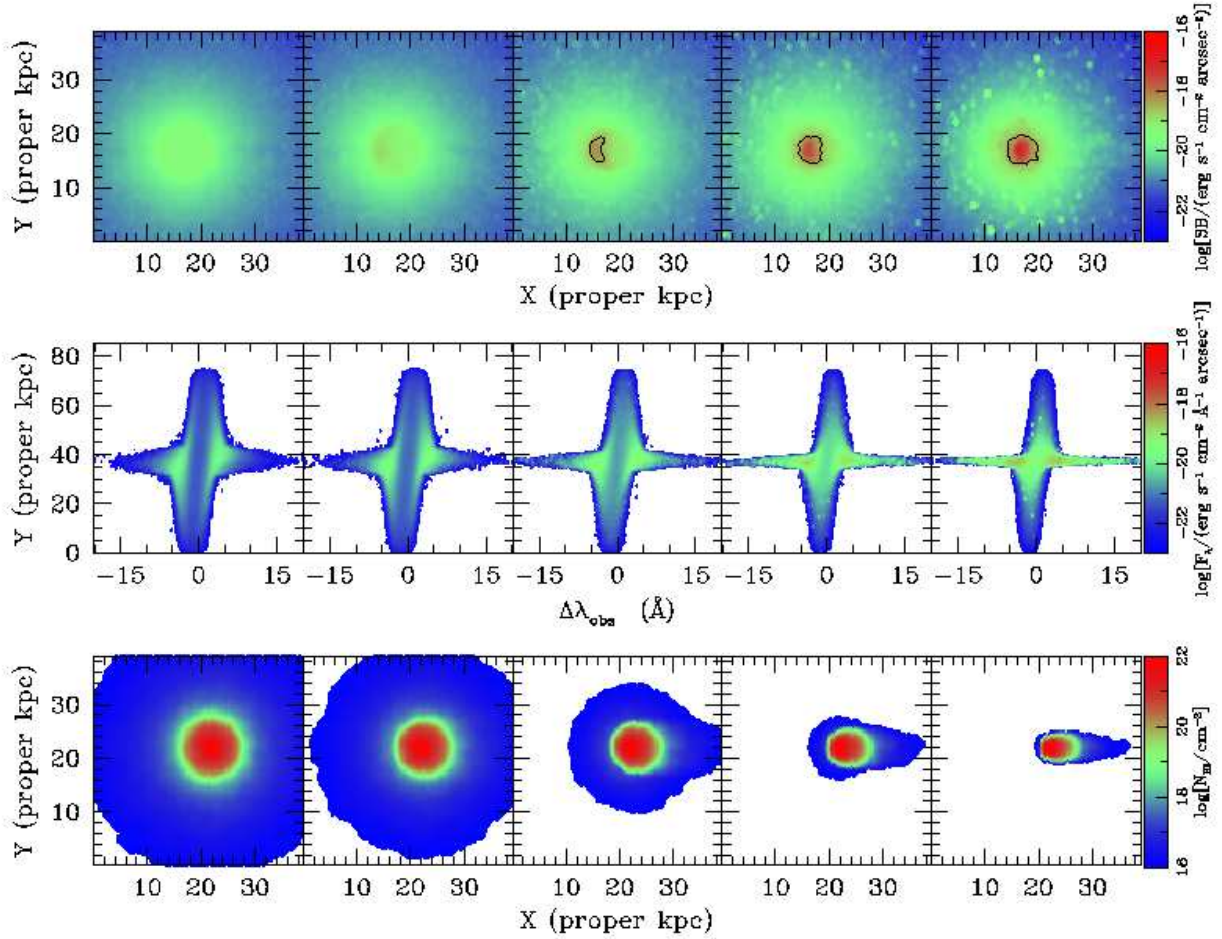 Y (proper kpc)
30
20
10
10 20 30 10 20 30 10 20 30 10 20 30 10 20 30
X (proper kpc)
-16
-18
-20
-22
log[SB/(erg s⁻¹ cm⁻² arcsec⁻²)]
Y (proper kpc)
80
60
40
20
0
-15 0 15 -15 0 15 -15 0 15 -15 0 15 -15 0 15
Δλobs (Å)
-16
-18
-20
-22
log[Fλ/(erg s⁻¹ cm⁻² Å⁻¹ arcsec⁻¹)]
Y (proper kpc)
30
20
10
10 20 30 10 20 30 10 20 30 10 20 30 10 20 30
X (proper kpc)
22
20
18
16
log[NHI/cm⁻²]